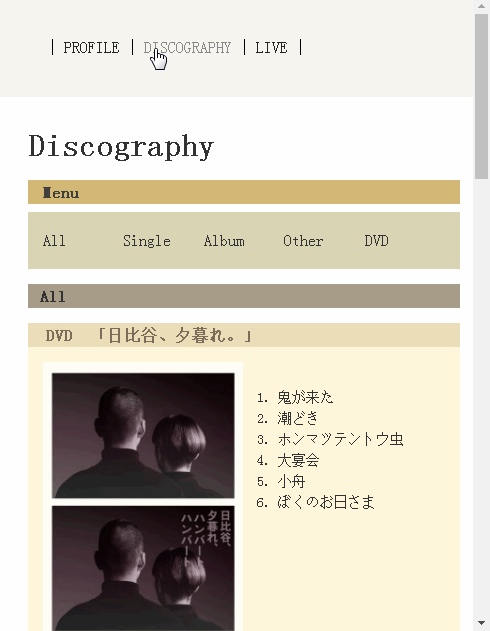 | PROFILE | DISCOGRAPHY | LIVE |
Discography
Menu
All Single Album Other DVD
All
DVD 「日比谷、夕暮れ。」
1. 鬼が来た
2. 潮どき
3. ホンマツテントウ虫
4. 大宴会
5. 小舟
6. ぼくのお日さま
日比谷、
夕暮れ、
ハンバー
ハンバー